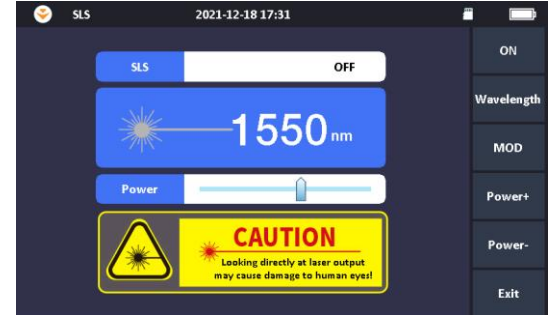 SLS 2021-12-18 17:31
SLS OFF
1550nm
Power
CAUTION
Looking directly at laser output
may cause damage to human eyes!
ON
Wavelength
MOD
Power+
Power-
Exit